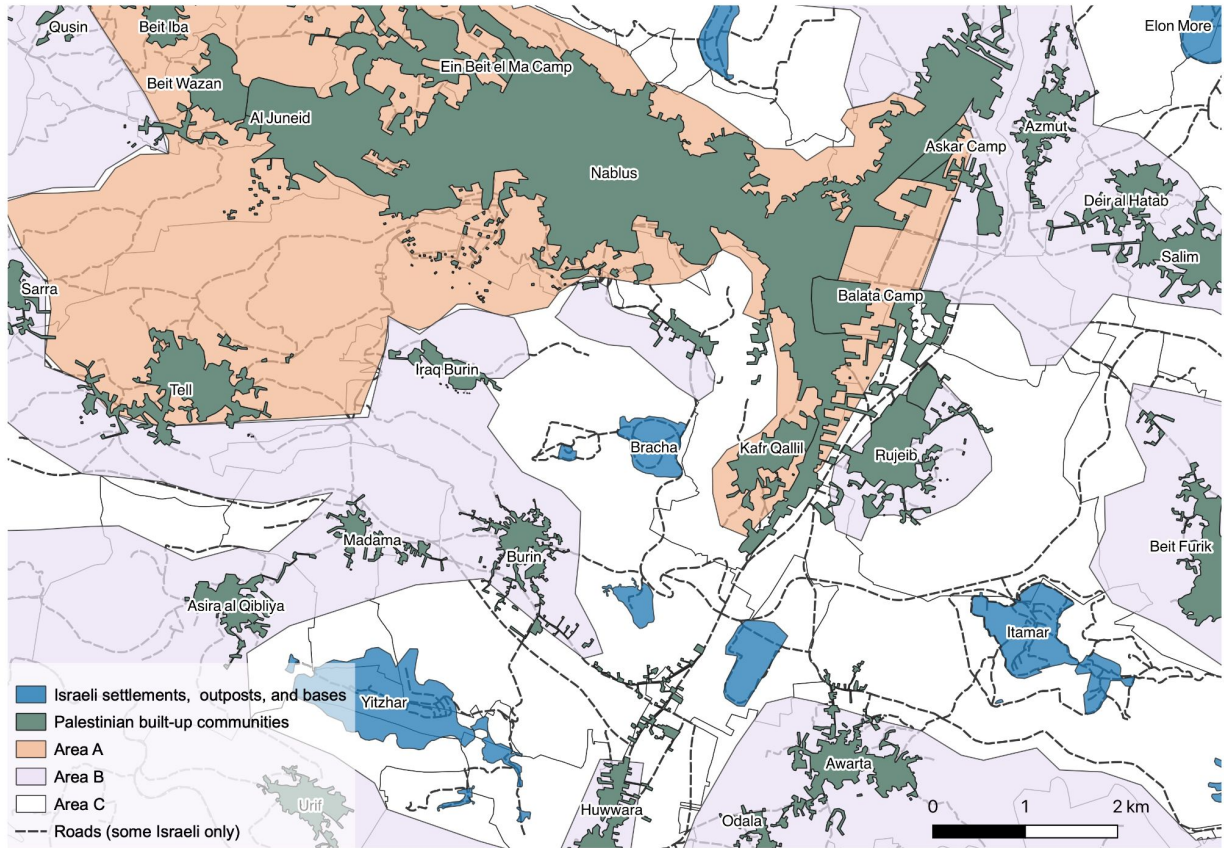 Qusin
Beit Iba
Elon More
Ein Beit el Ma Camp
Beit Wazan
Al Juneid
Azmut
Askar Camp
Nablus
Deir al Hatab
Salim
Sarra
Balata Camp
Iraq Burin
Tell
Bracha
Kafr Qallil
Rujeib
Madama
Burin
Beit Furik
Asira al Qibliya
Itamar
Yitzhar
Awarta
Urif
Huwwara
Odala
Israeli settlements, outposts, and bases
Palestinian built-up communities
Area A
Area B
Area C
Roads (some Israeli only)
0 1 2 km